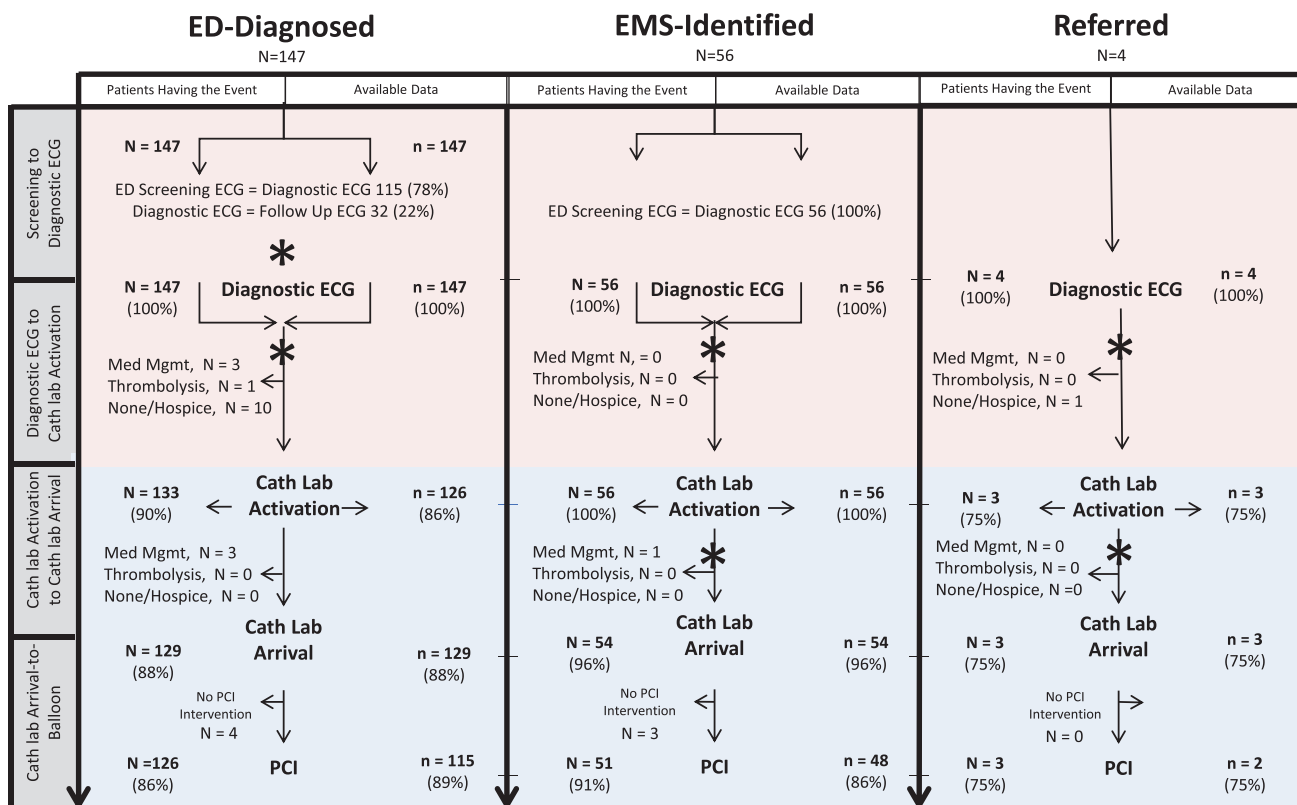 ED-Diagnosed
N=147
EMS-Identified
N=56
Referred
N=4
Patients Having the Event
Available Data
Patients Having the Event
Available Data
Patients Having the Event
Available Data
Screening to
Diagnostic ECG
N = 147
n = 147
ED Screening ECG = Diagnostic ECG 115 (78%)
Diagnostic ECG = Follow Up ECG 32 (22%)
*
ED Screening ECG = Diagnostic ECG 56 (100%)
Diagnostic ECG to
Cath lab Activation
N = 147
(100%)
Diagnostic ECG
n = 147
(100%)
*
Med Mgmt, N = 3
Thrombolysis, N = 1
None/Hospice, N = 10
N = 56
(100%)
Diagnostic ECG
n = 56
(100%)
*
Med Mgmt N, = 0
Thrombolysis, N = 0
None/Hospice, N = 0
N = 4
(100%)
Diagnostic ECG
n = 4
(100%)
*
Med Mgmt, N = 0
Thrombolysis, N = 0
None/Hospice, N = 1
Cath lab Activation
to Cath lab Arrival
N = 133
(90%)
Cath Lab
Activation
n = 126
(86%)
Med Mgmt, N = 3
Thrombolysis, N = 0
None/Hospice, N = 0
N = 56
(100%)
Cath Lab
Activation
n = 56
(100%)
*
Med Mgmt, N = 1
Thrombolysis, N = 0
None/Hospice, N = 0
N = 3
(75%)
Cath Lab
Activation
n = 3
(75%)
*
Med Mgmt, N = 0
Thrombolysis, N = 0
None/Hospice, N =0
Cath lab Arrival-to-
Balloon
N = 129
(88%)
Cath Lab
Arrival
n = 129
(88%)
No PCI
Intervention
N = 4
N =126
(86%)
PCI
n = 115
(89%)
N = 54
(96%)
Cath Lab
Arrival
n = 54
(96%)
No PCI
Intervention
N = 3
N = 51
(91%)
PCI
n = 48
(86%)
N = 3
(75%)
Cath Lab
Arrival
n = 3
(75%)
No PCI
Intervention
N = 0
N = 3
(75%)
PCI
n = 2
(75%)